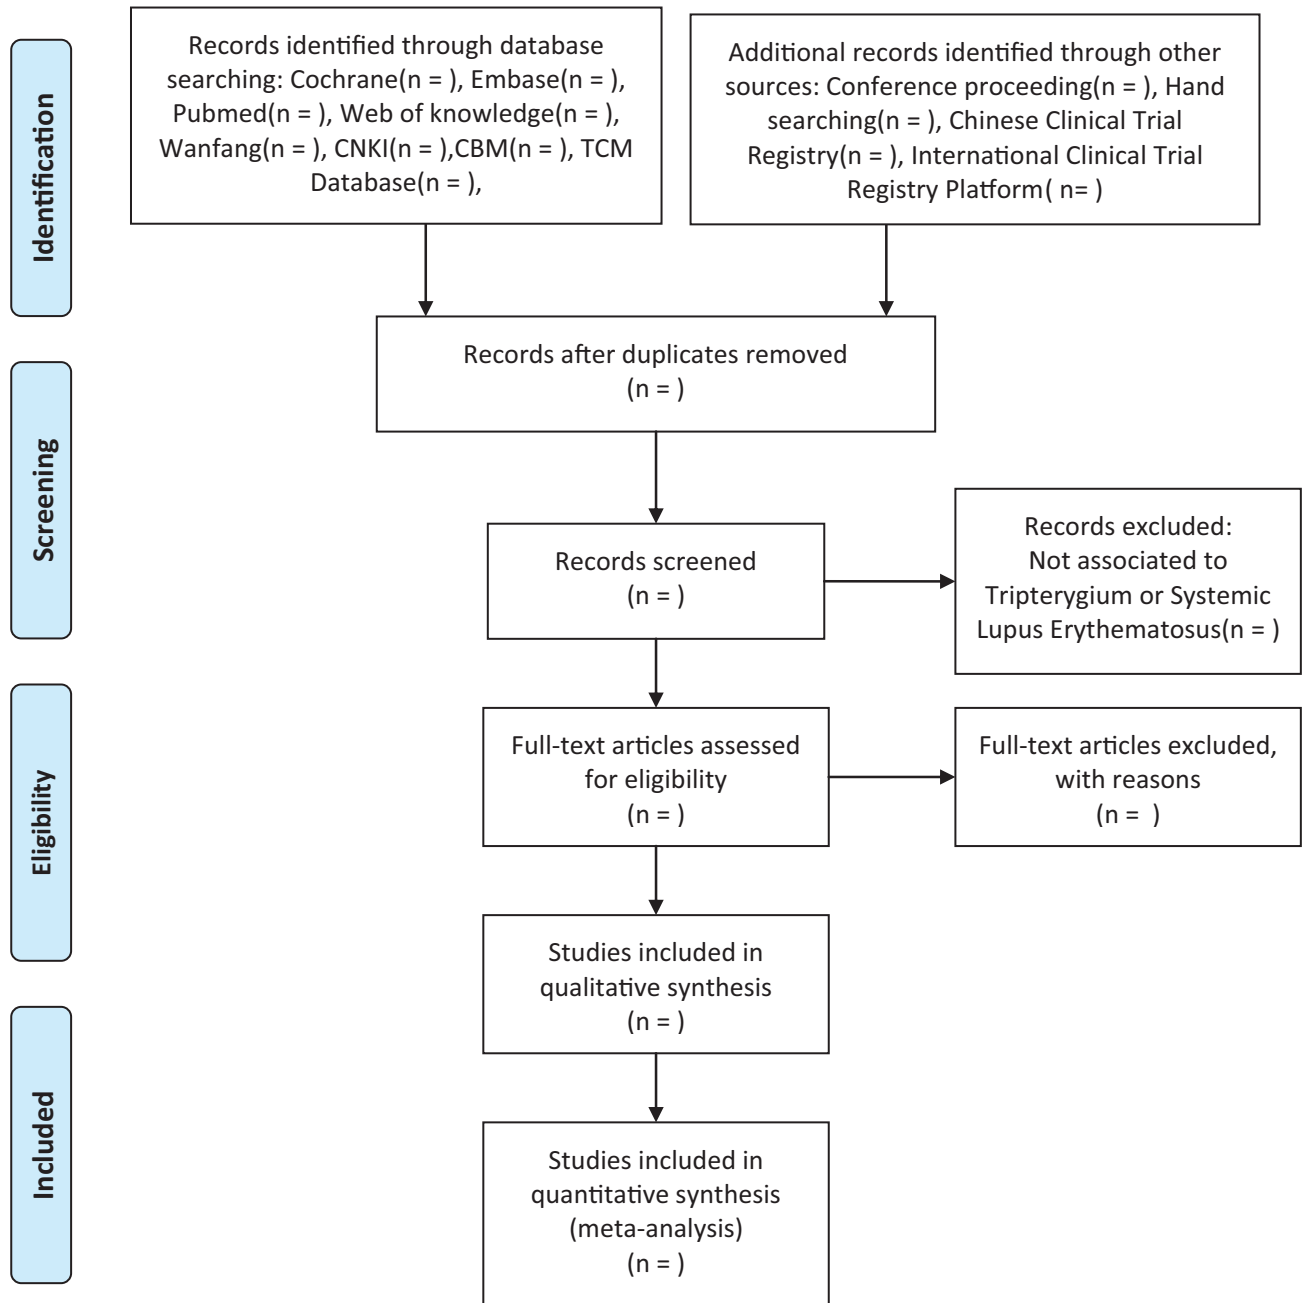 Identification
Records identified through database
searching: Cochrane(n = ), Embase(n = ),
Pubmed(n = ), Web of knowledge(n = ),
Wanfang(n = ), CNKI(n = ),CBM(n = ), TCM
Database(n = ),
Additional records identified through other
sources: Conference proceeding(n = ), Hand
searching(n = ), Chinese Clinical Trial
Registry(n = ), International Clinical Trial
Registry Platform( n= )
Records after duplicates removed
(n = )
Screening
Records screened
(n = )
Records excluded:
Not associated to
Tripterygium or Systemic
Lupus Erythematosus(n = )
Eligibility
Full-text articles assessed
for eligibility
(n = )
Full-text articles excluded,
with reasons
(n =  )
Studies included in
qualitative synthesis
(n = )
Included
Studies included in
quantitative synthesis
(meta-analysis)
(n = )